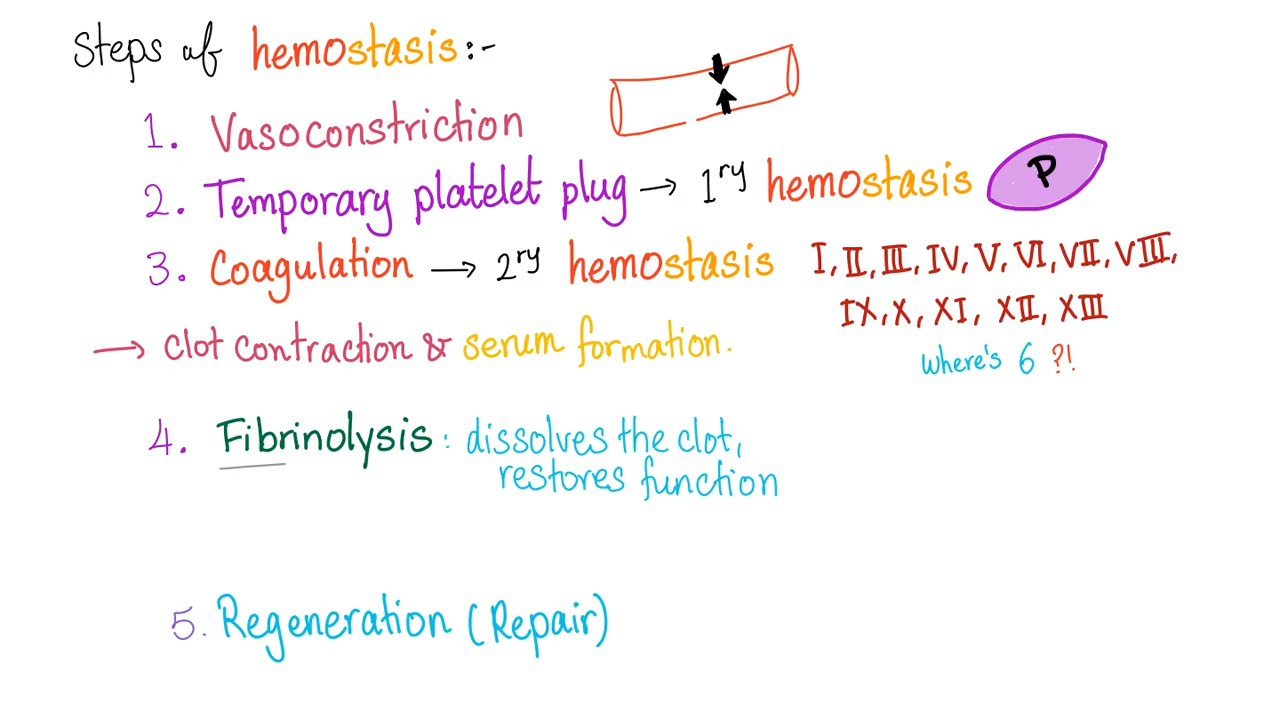 Steps of hemostasis:-
1. Vasoconstriction
2. Temporary platelet plug → 1ry hemostasis
P
3. Coagulation → 2ry hemostasis
I, II, III, IV, V, VI, VII, VIII,
IX, X, XI, XII, XIII
where's 6 ?!
→ Clot contraction & serum formation.
4. Fibrinolysis: dissolves the clot,
restores function
5. Regeneration (Repair)